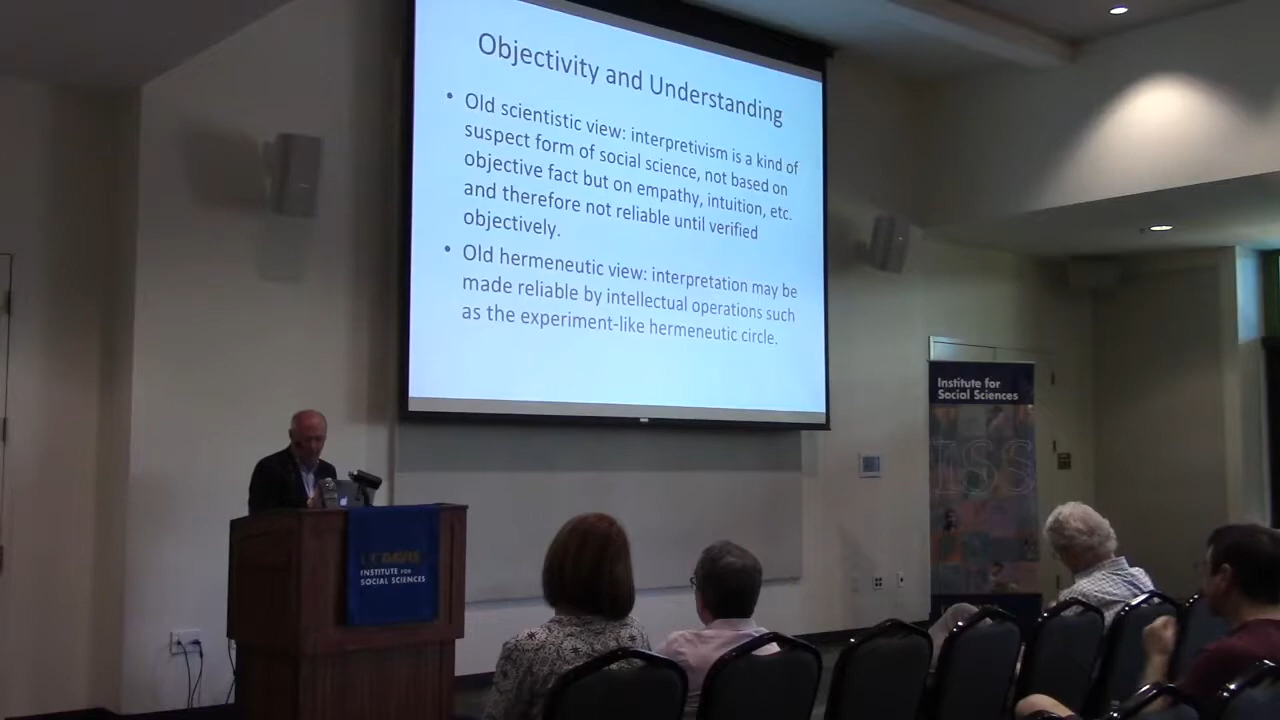 Objectivity and Understanding
• Old scientistic view: interpretivism is a kind of
suspect form of social science, not based on
objective fact but on empathy, intuition, etc.
and therefore not reliable until verified
objectively.
• Old hermeneutic view: interpretation may be
made reliable by intellectual operations such
as the experiment-like hermeneutic circle.
Institute for
Social Sciences
ISS
UC DAVIS
INSTITUTE FOR
SOCIAL SCIENCES